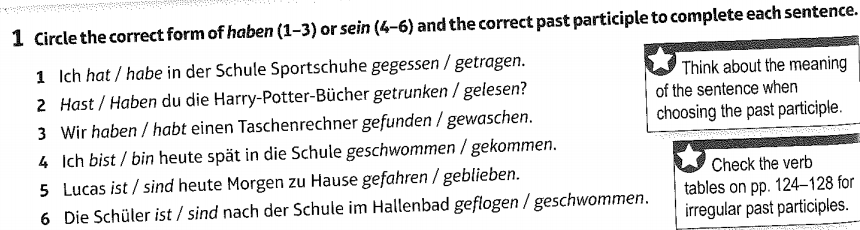 1 Circle the correct form of haben (1–3) or sein (4–6) and the correct past participle to complete each sentence.
1 Ich hat / habe in der Schule Sportschuhe gegessen / getragen.
2 Hast / Haben du die Harry-Potter-Bücher getrunken / gelesen?
3 Wir haben / habt einen Taschenrechner gefunden / gewaschen.
4 Ich bist / bin heute spät in die Schule geschwommen / gekommen.
5 Lucas ist / sind heute Morgen zu Hause gefahren / geblieben.
6 Die Schüler ist / sind nach der Schule im Hallenbad geflogen / geschwommen.
Think about the meaning
of the sentence when
choosing the past participle.
Check the verb
tables on pp. 124–128 for
irregular past participles.